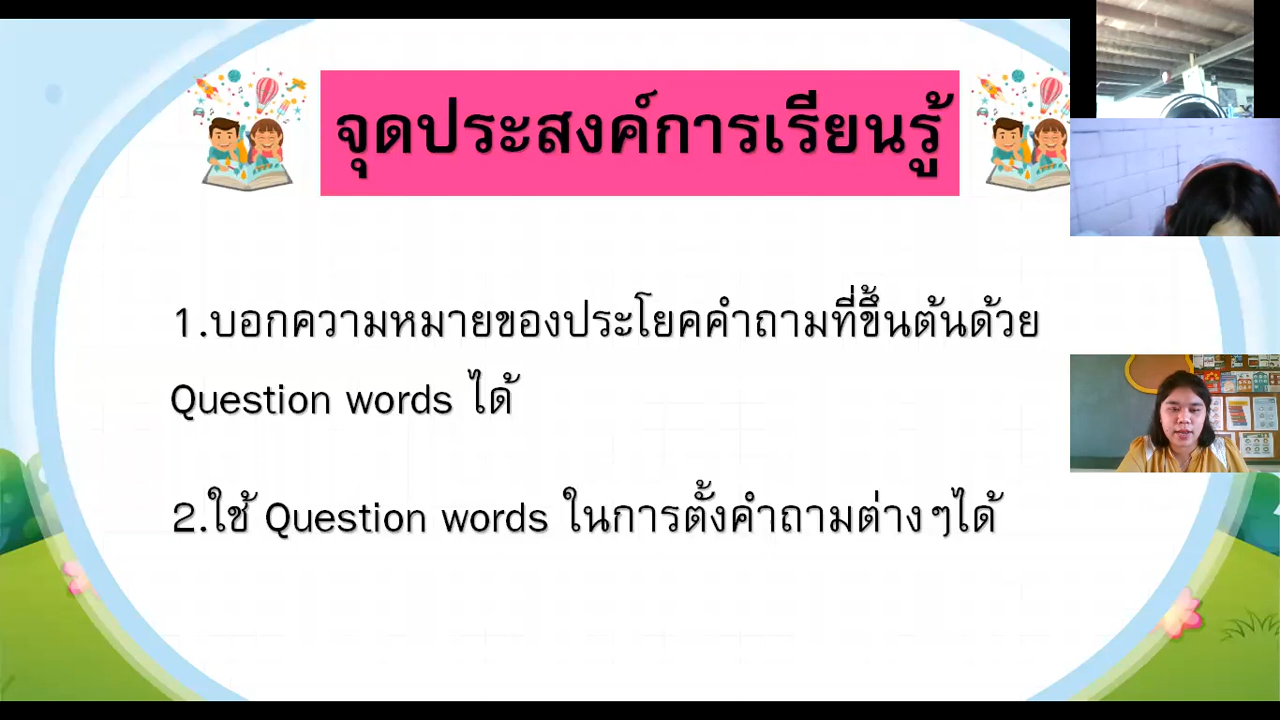 จุดประสงค์การเรียนรู้
1.บอกความหมายของประโยคคำถามที่ขึ้นต้นด้วย
Question words ได้
2.ใช้ Question words ในการตั้งคำถามต่างๆได้